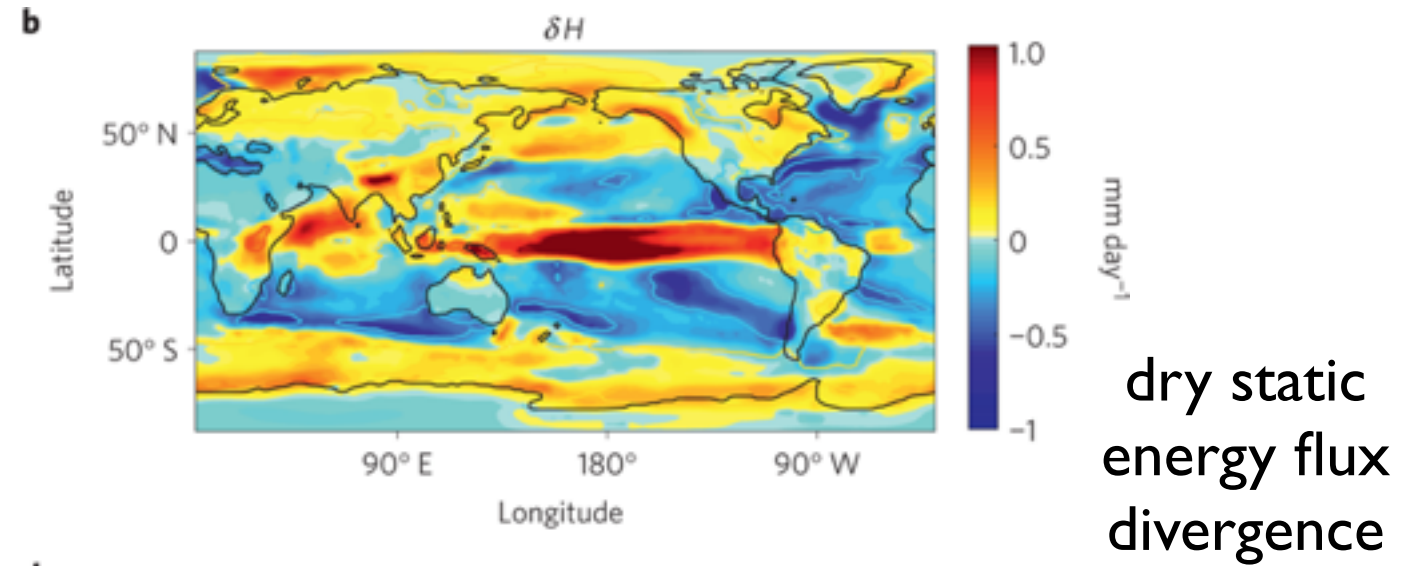 b
δH
1.0
0.5
0
−0.5
−1
mm day⁻¹
50° N
0
50° S
Latitude
90° E
180°
90° W
Longitude
dry static
energy flux
divergence